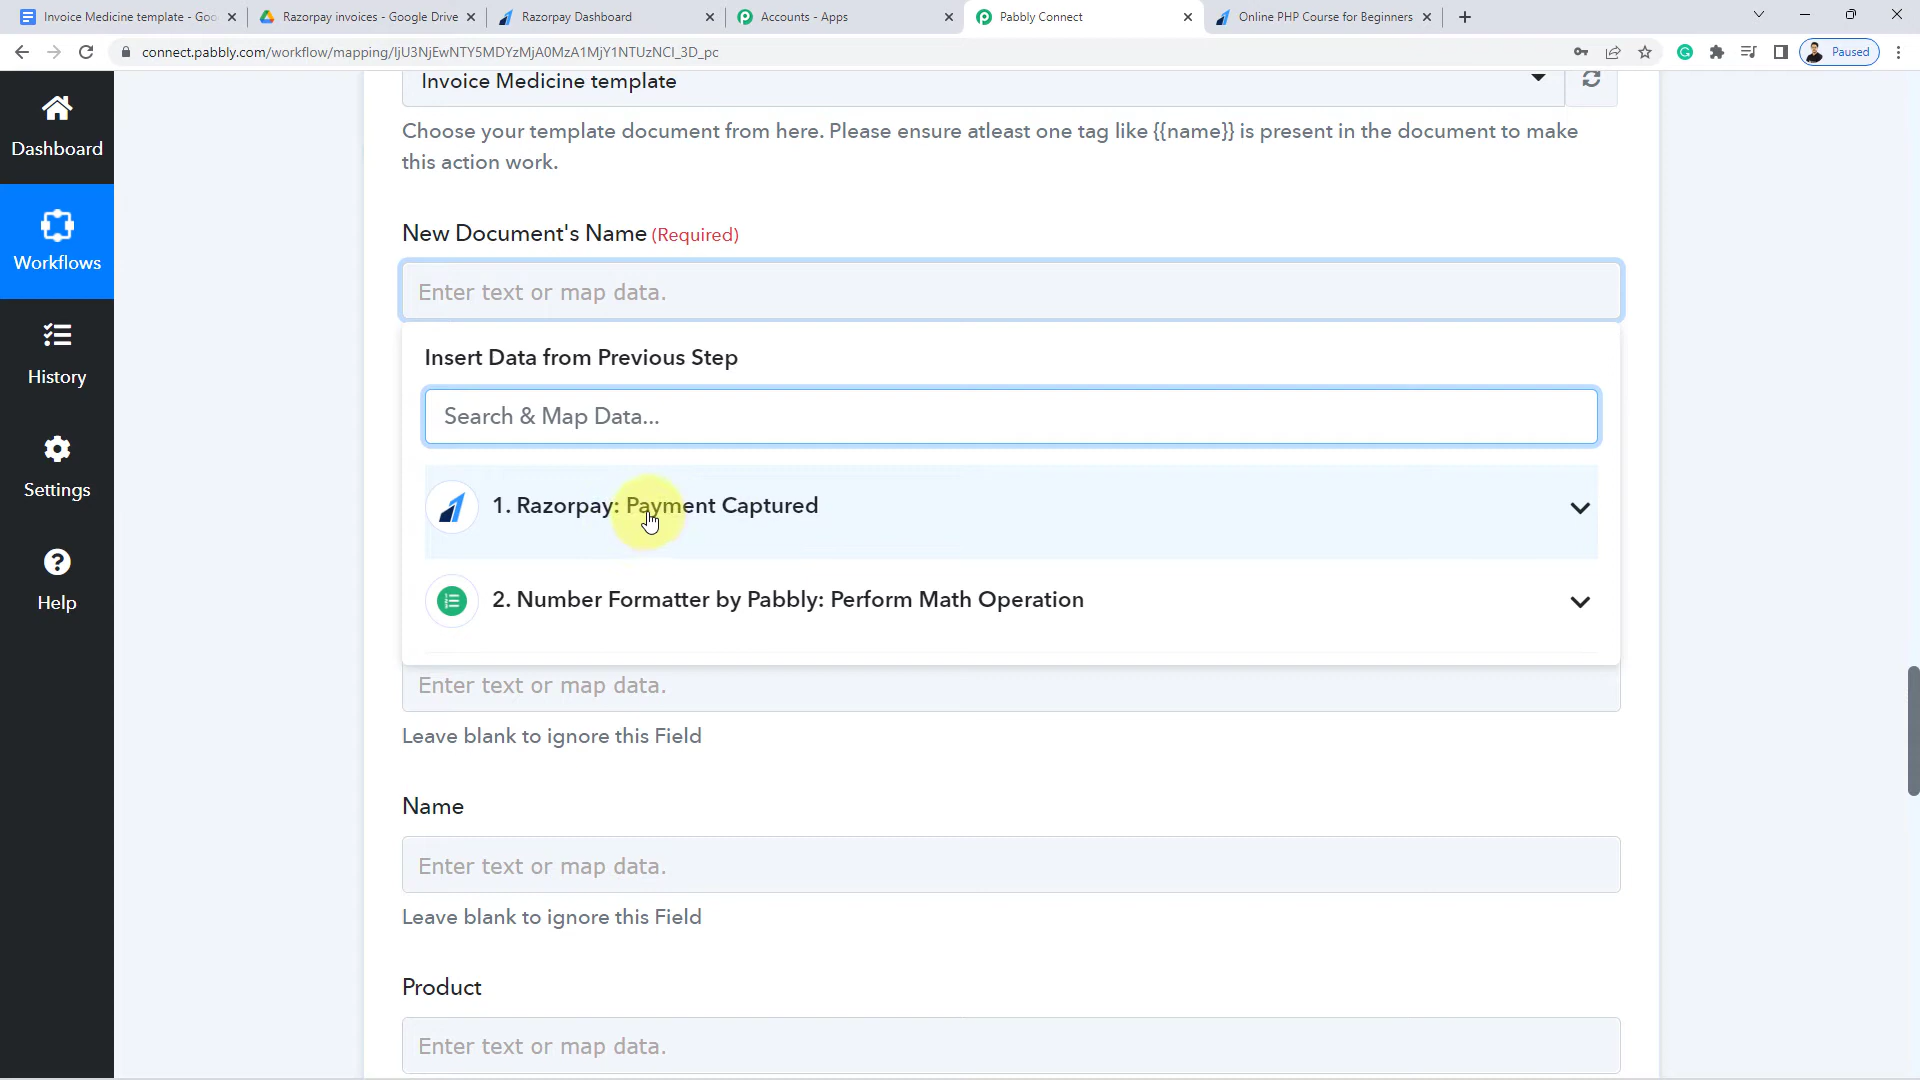 Invoice Medicine template - Goo
Razorpay invoices - Google Drive
Razorpay Dashboard
Accounts - Apps
Pabbly Connect
Online PHP Course for Beginners
connect.pabbly.com/workflow/mapping/IjU3NjEwNTY5MDYzMjA0MzA1MjY1NTUzNCI_3D_pc
Paused
Dashboard
Workflows
History
Settings
Help
Invoice Medicine template
Choose your template document from here. Please ensure atleast one tag like {{name}} is present in the document to make
this action work.
New Document's Name (Required)
Enter text or map data.
Insert Data from Previous Step
Search & Map Data...
1. Razorpay: Payment Captured
2. Number Formatter by Pabbly: Perform Math Operation
Enter text or map data.
Leave blank to ignore this Field
Name
Enter text or map data.
Leave blank to ignore this Field
Product
Enter text or map data.